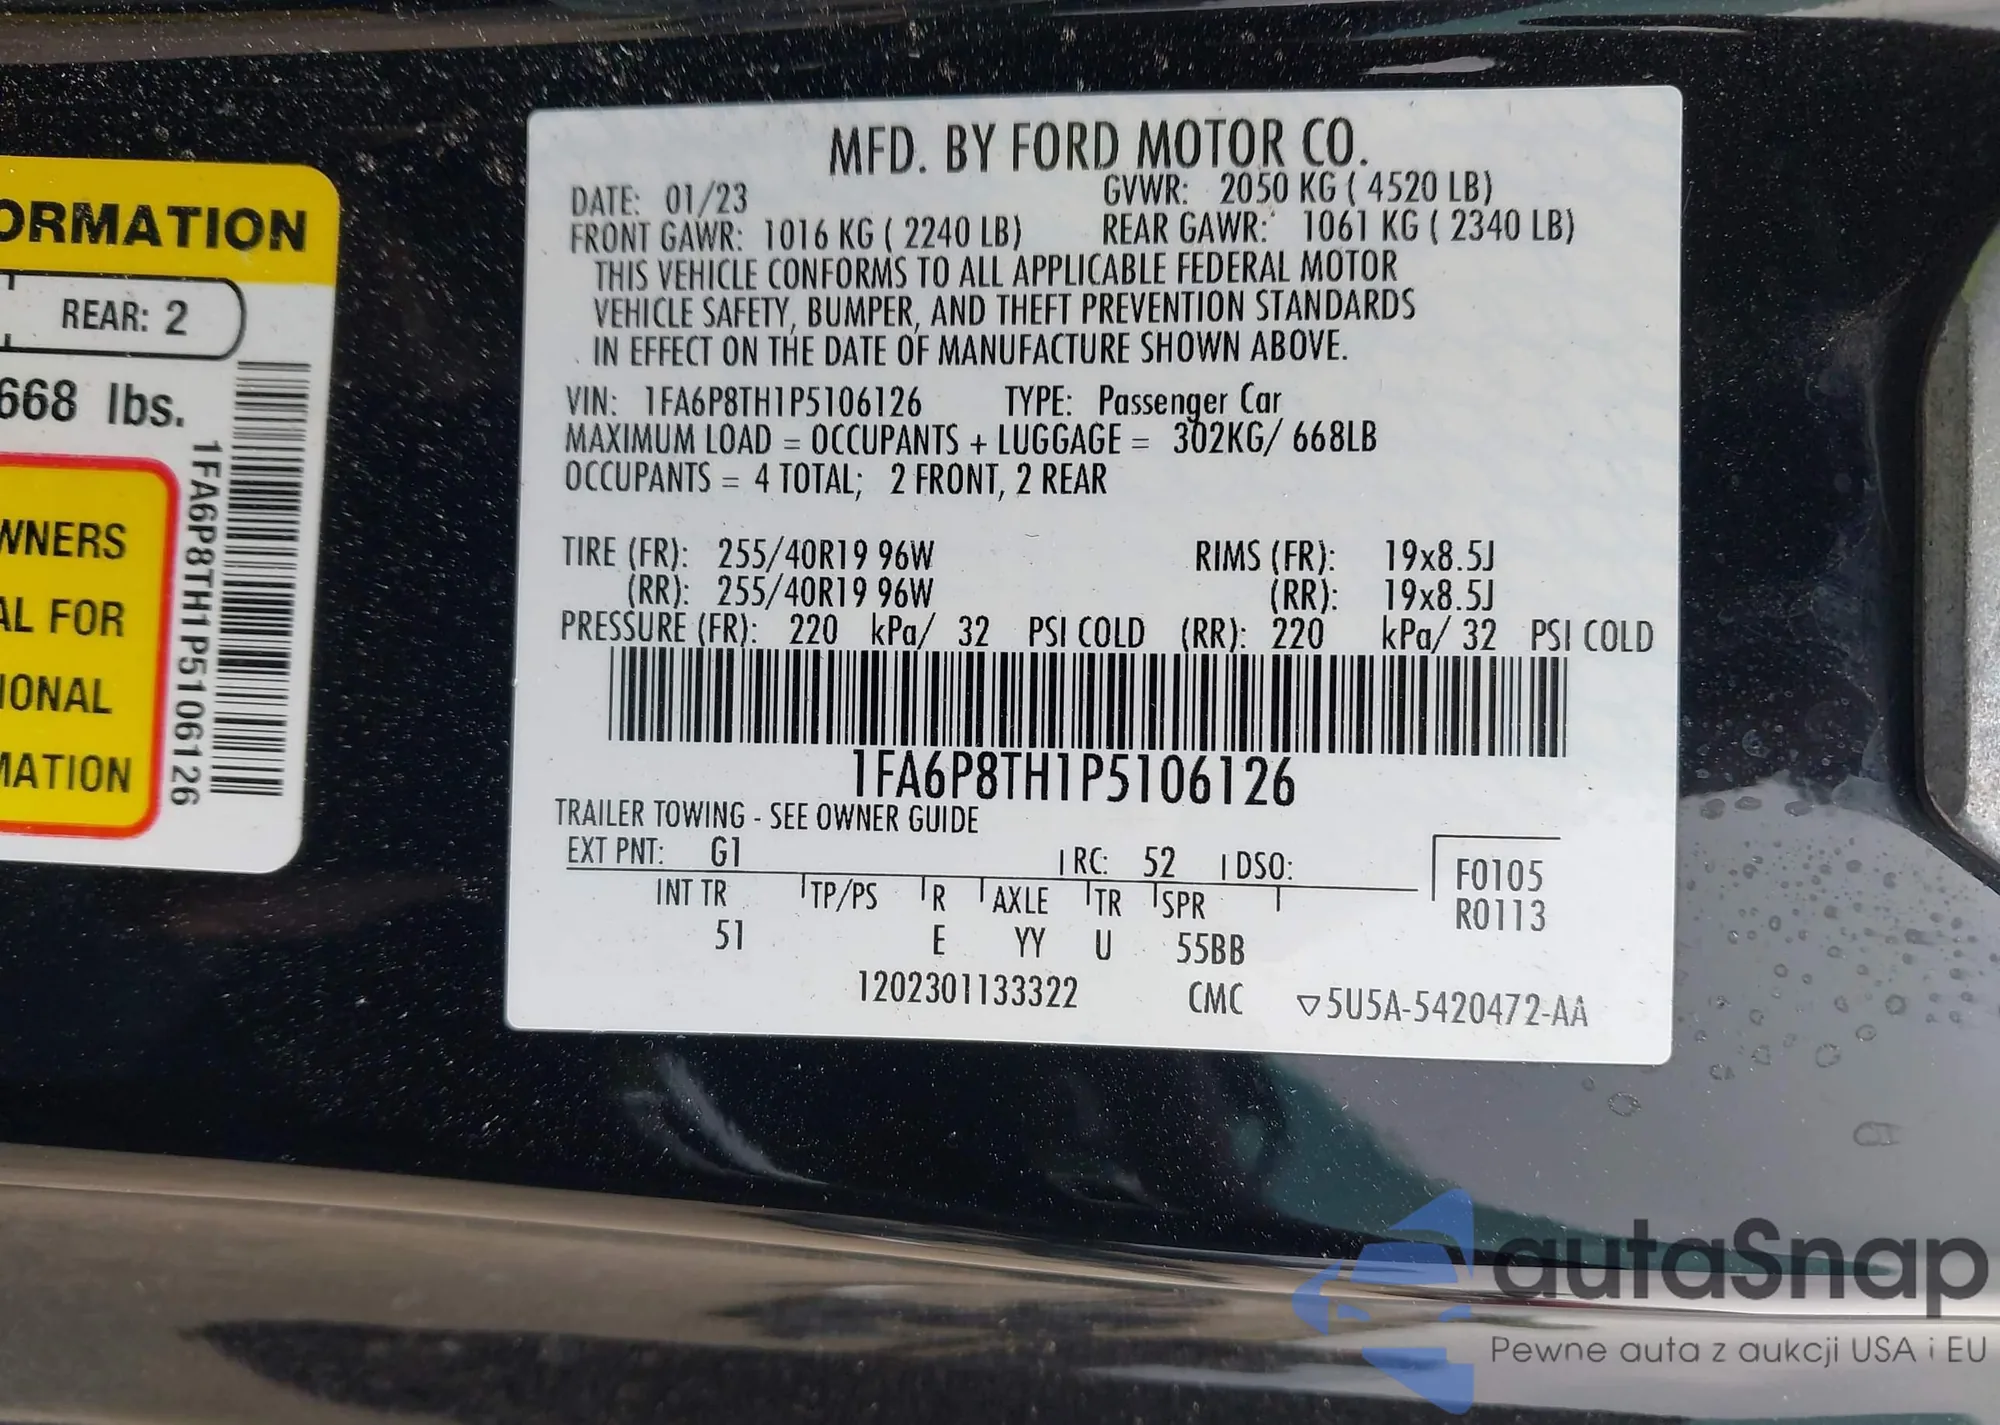 ORMATION
REAR: 2
668 lbs.
WNERS
AL FOR
IONAL
MATION
1FA6P8TH1P5106126
MFD. BY FORD MOTOR CO.
DATE: 01/23 GVWR: 2050 KG ( 4520 LB)
FRONT GAWR: 1016 KG ( 2240 LB) REAR GAWR: 1061 KG ( 2340 LB)
THIS VEHICLE CONFORMS TO ALL APPLICABLE FEDERAL MOTOR
VEHICLE SAFETY, BUMPER, AND THEFT PREVENTION STANDARDS
IN EFFECT ON THE DATE OF MANUFACTURE SHOWN ABOVE.
VIN: 1FA6P8TH1P5106126 TYPE: Passenger Car
MAXIMUM LOAD = OCCUPANTS + LUGGAGE = 302KG/ 668LB
OCCUPANTS = 4 TOTAL; 2 FRONT, 2 REAR
TIRE (FR): 255/40R19 96W RIMS (FR): 19x8.5J
(RR): 255/40R19 96W (RR): 19x8.5J
PRESSURE (FR): 220 kPa/ 32 PSI COLD (RR): 220 kPa/ 32 PSI COLD
1FA6P8TH1P5106126
TRAILER TOWING - SEE OWNER GUIDE
EXT PNT: G1 RC: 52 DSO:
INT TR TP/PS R AXLE TR SPR
51 E YY U 55BB
F0105
R0113
1202301133322 CMC ▽5U5A-5420472-AA
autaSnap
Pewne auta z aukcji USA i EU